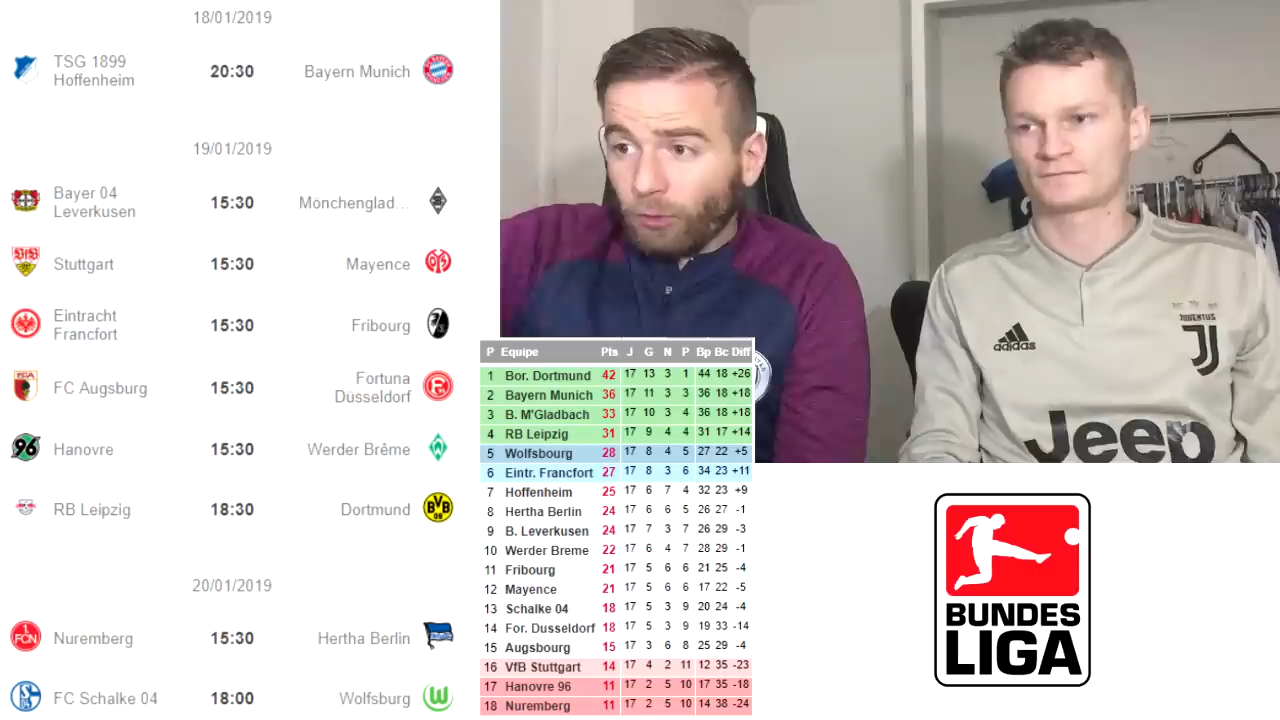 18/01/2019
TSG 1899
Hoffenheim
20:30
Bayern Munich
19/01/2019
Bayer 04
Leverkusen
15:30
Mönchenglad...
Stuttgart
15:30
Mayence
Eintracht
Francfort
15:30
Fribourg
FC Augsburg
15:30
Fortuna
Düsseldorf
Hanovre
15:30
Werder Brême
RB Leipzig
18:30
Dortmund
BVB
09
20/01/2019
Nuremberg
15:30
Hertha Berlin
FC Schalke 04
18:00
Wolfsburg
P Equipe Pts J G N P Bp Bc Diff
1 Bor. Dortmund 42 17 13 3 1 44 18 +26
2 Bayern Munich 36 17 11 3 3 36 18 +18
3 B. M'Gladbach 33 17 10 3 4 36 18 +18
4 RB Leipzig 31 17 9 4 4 31 17 +14
5 Wolfsbourg 28 17 8 4 5 27 22 +5
6 Eintr. Francfort 27 17 8 3 6 34 23 +11
7 Hoffenheim 25 17 6 7 4 32 23 +9
8 Hertha Berlin 24 17 6 6 5 26 27 -1
9 B. Leverkusen 24 17 7 3 7 26 29 -3
10 Werder Breme 22 17 6 4 7 28 29 -1
11 Fribourg 21 17 5 6 6 21 25 -4
12 Mayence 21 17 5 6 6 17 22 -5
13 Schalke 04 18 17 5 3 9 20 24 -4
14 For. Dusseldorf 18 17 5 3 9 19 33 -14
15 Augsbourg 15 17 3 6 8 25 29 -4
16 VfB Stuttgart 14 17 4 2 11 12 35 -23
17 Hanovre 96 11 17 2 5 10 17 35 -18
18 Nuremberg 11 17 2 5 10 14 38 -24
adidas
JUVENTUS
Jeep
BUNDES
LIGA